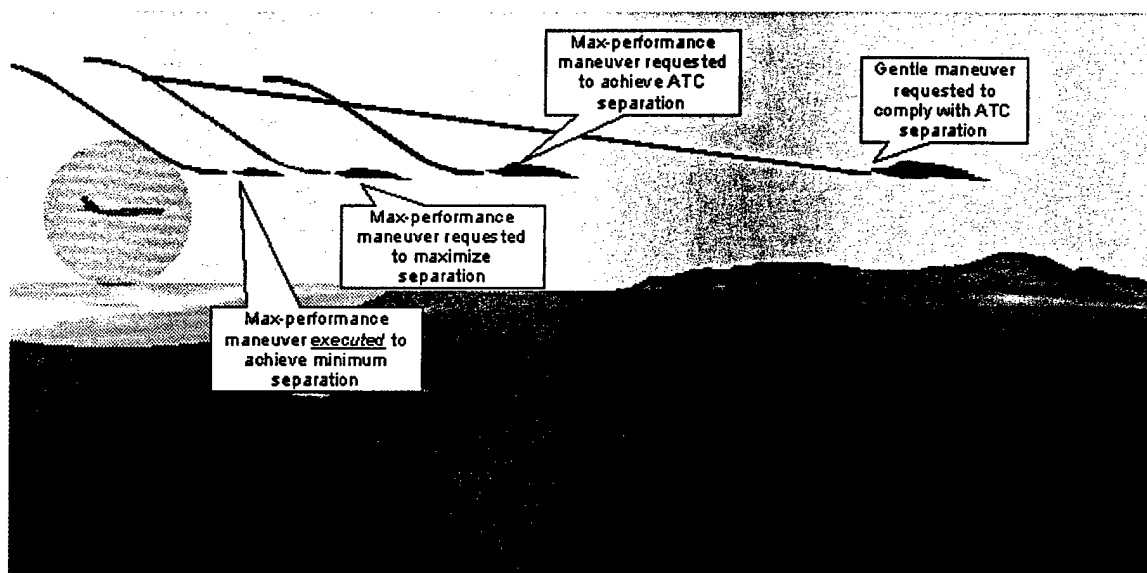 Max-performance
maneuver requested
to achieve ATC
separation
Gentle maneuver
requested to
comply with ATC
separation
Max-performance
maneuver requested
to maximize
separation
Max-performance
maneuver executed to
achieve minimum
separation